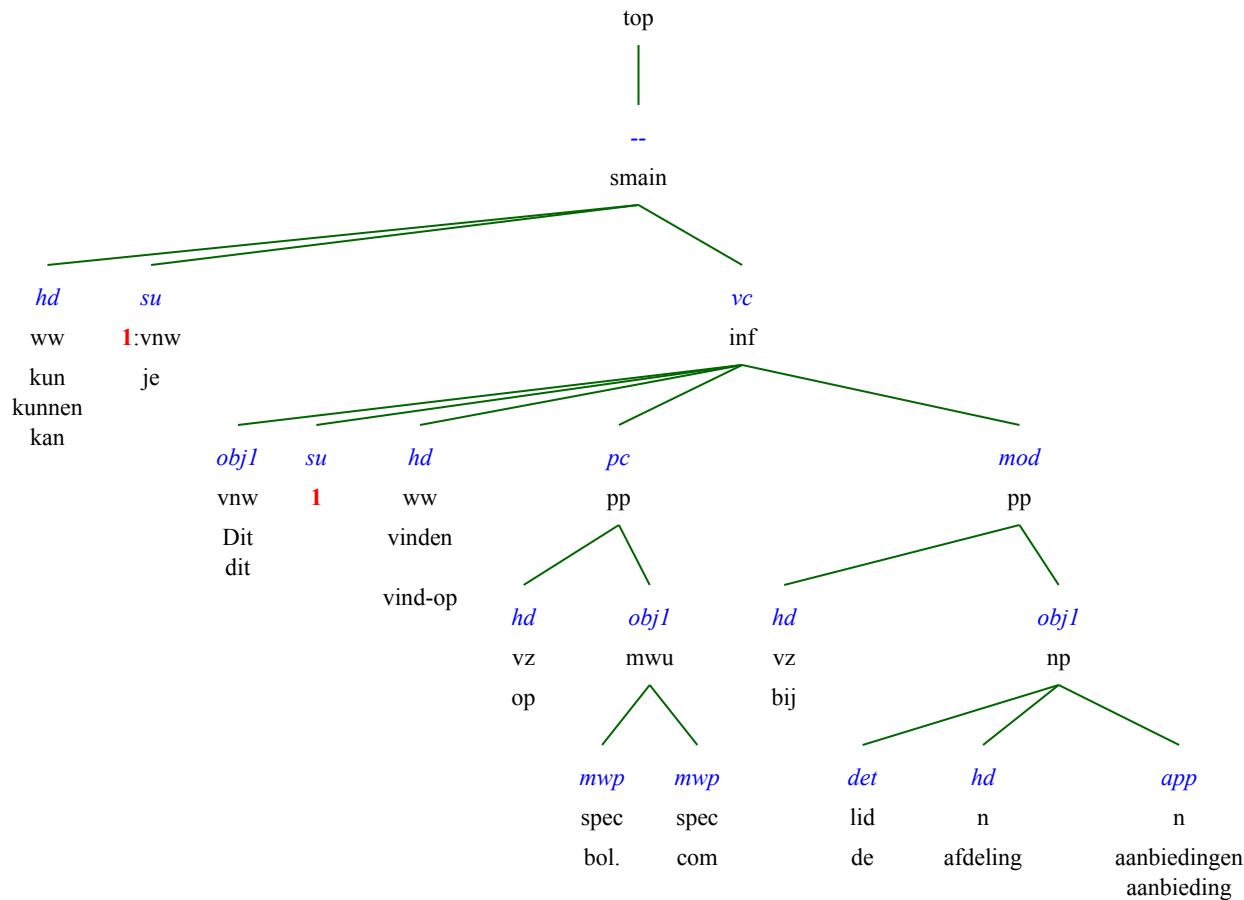 top
--
smain
hd su vc
ww 1:vnw inf
kun je
kunnen
kan
obj1 su hd pc mod
vnw 1 ww pp pp
Dit vinden
dit
vind-op
hd obj1 hd obj1
vz mwu vz np
op bij
mwp mwp det hd app
spec spec lid n n
bol. com de afdeling aanbiedingen
aanbieding